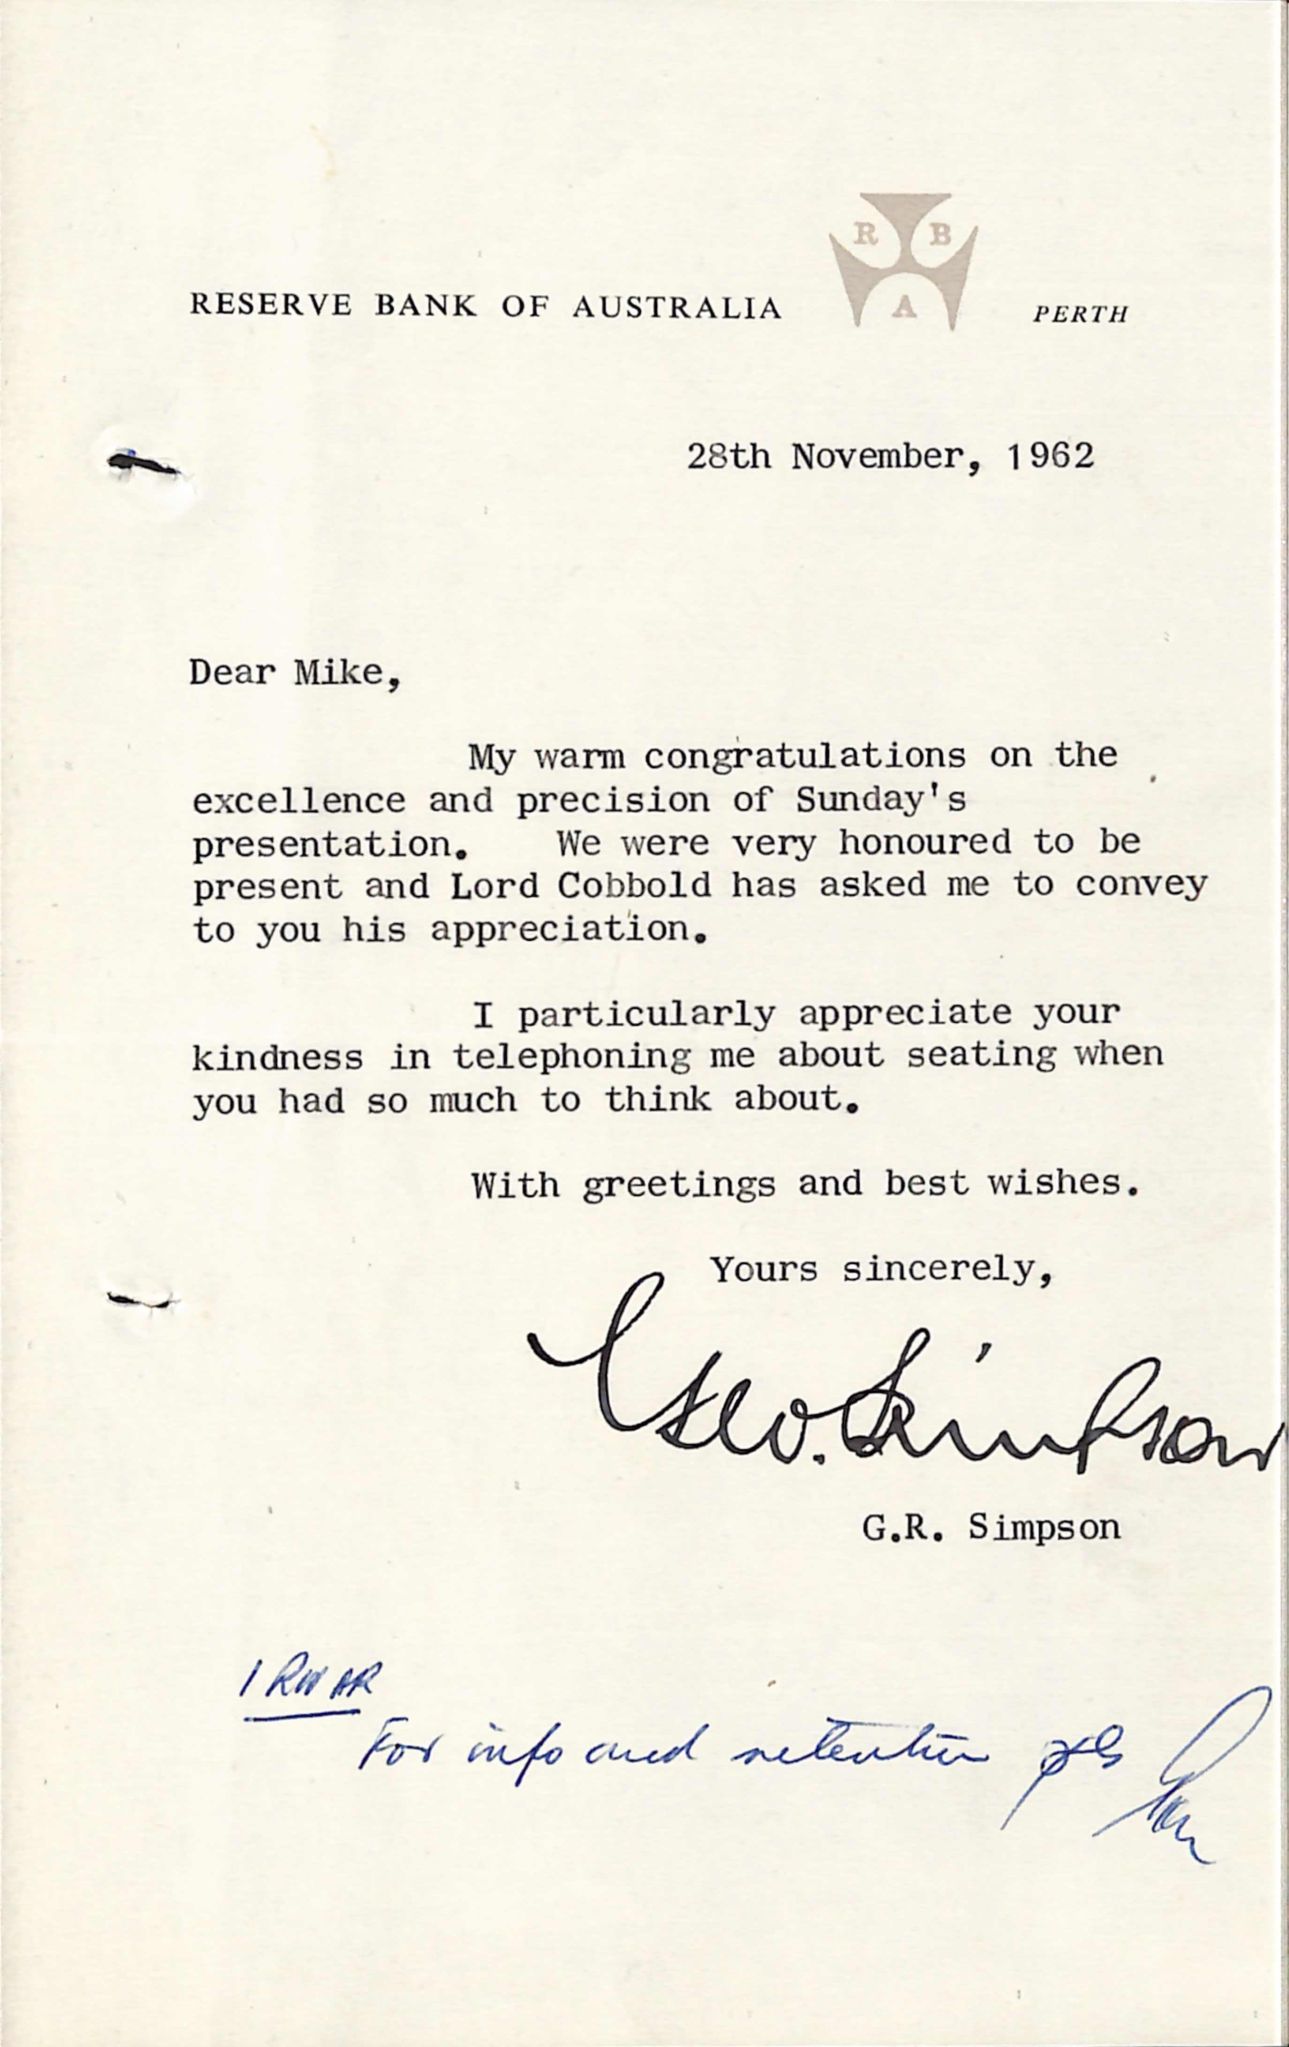 R B
A
RESERVE BANK OF AUSTRALIA PERTH
28th November, 1962
Dear Mike,
My warm congratulations on the
excellence and precision of Sunday's
presentation. We were very honoured to be
present and Lord Cobbold has asked me to convey
to you his appreciation.
I particularly appreciate your
kindness in telephoning me about seating when
you had so much to think about.
With greetings and best wishes.
Yours sincerely,
Geo. Simpson
G.R. Simpson
1 RWAR
For info and retention pls